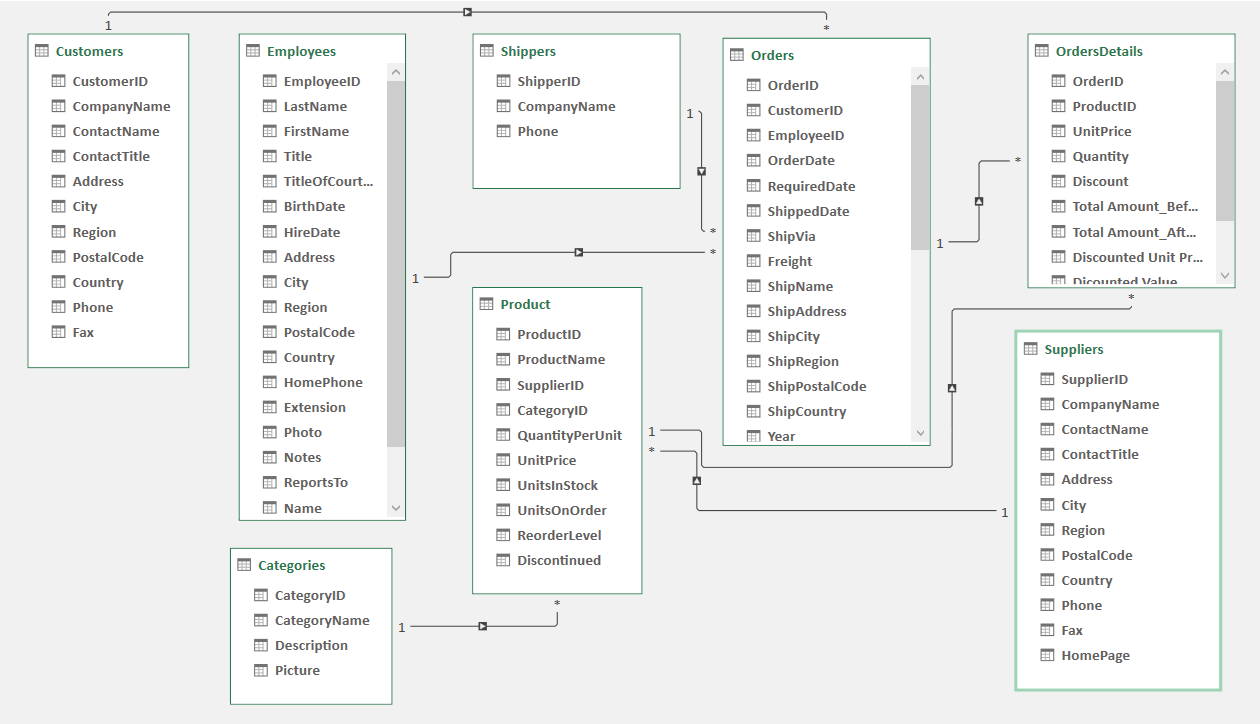 1
*
Customers
CustomerID
CompanyName
ContactName
ContactTitle
Address
City
Region
PostalCode
Country
Phone
Fax
Employees
EmployeeID
LastName
FirstName
Title
TitleOfCourt...
BirthDate
HireDate
Address
City
Region
PostalCode
Country
HomePhone
Extension
Photo
Notes
ReportsTo
Name
1
*
Shippers
ShipperID
CompanyName
Phone
1
*
Orders
OrderID
CustomerID
EmployeeID
OrderDate
RequiredDate
ShippedDate
ShipVia
Freight
ShipName
ShipAddress
ShipCity
ShipRegion
ShipPostalCode
ShipCountry
Year
1
*
OrdersDetails
OrderID
ProductID
UnitPrice
Quantity
Discount
Total Amount_Bef...
Total Amount_Aft...
Discounted Unit Pr...
Dicounted Value
*
Product
ProductID
ProductName
SupplierID
CategoryID
QuantityPerUnit
UnitPrice
UnitsInStock
UnitsOnOrder
ReorderLevel
Discontinued
1
*
*
Suppliers
SupplierID
CompanyName
ContactName
ContactTitle
Address
City
Region
PostalCode
Country
Phone
Fax
HomePage
1
Categories
CategoryID
CategoryName
Description
Picture
1